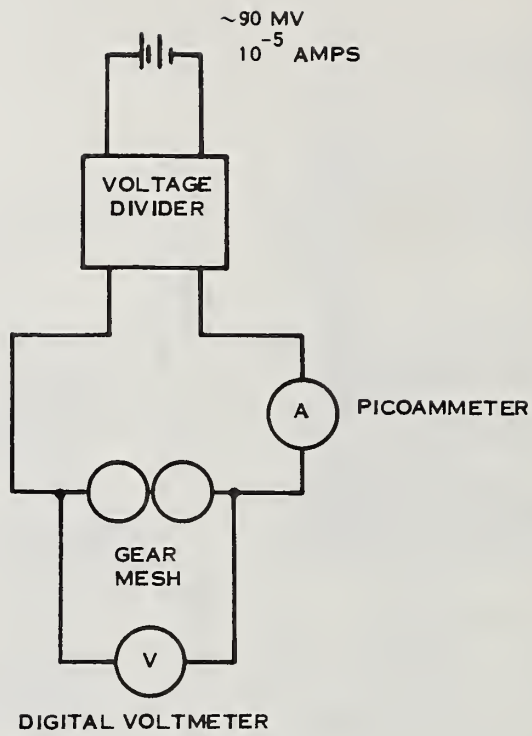 ~90 MV
10⁻⁵ AMPS
VOLTAGE
DIVIDER
A
PICOAMMETER
GEAR
MESH
V
DIGITAL VOLTMETER